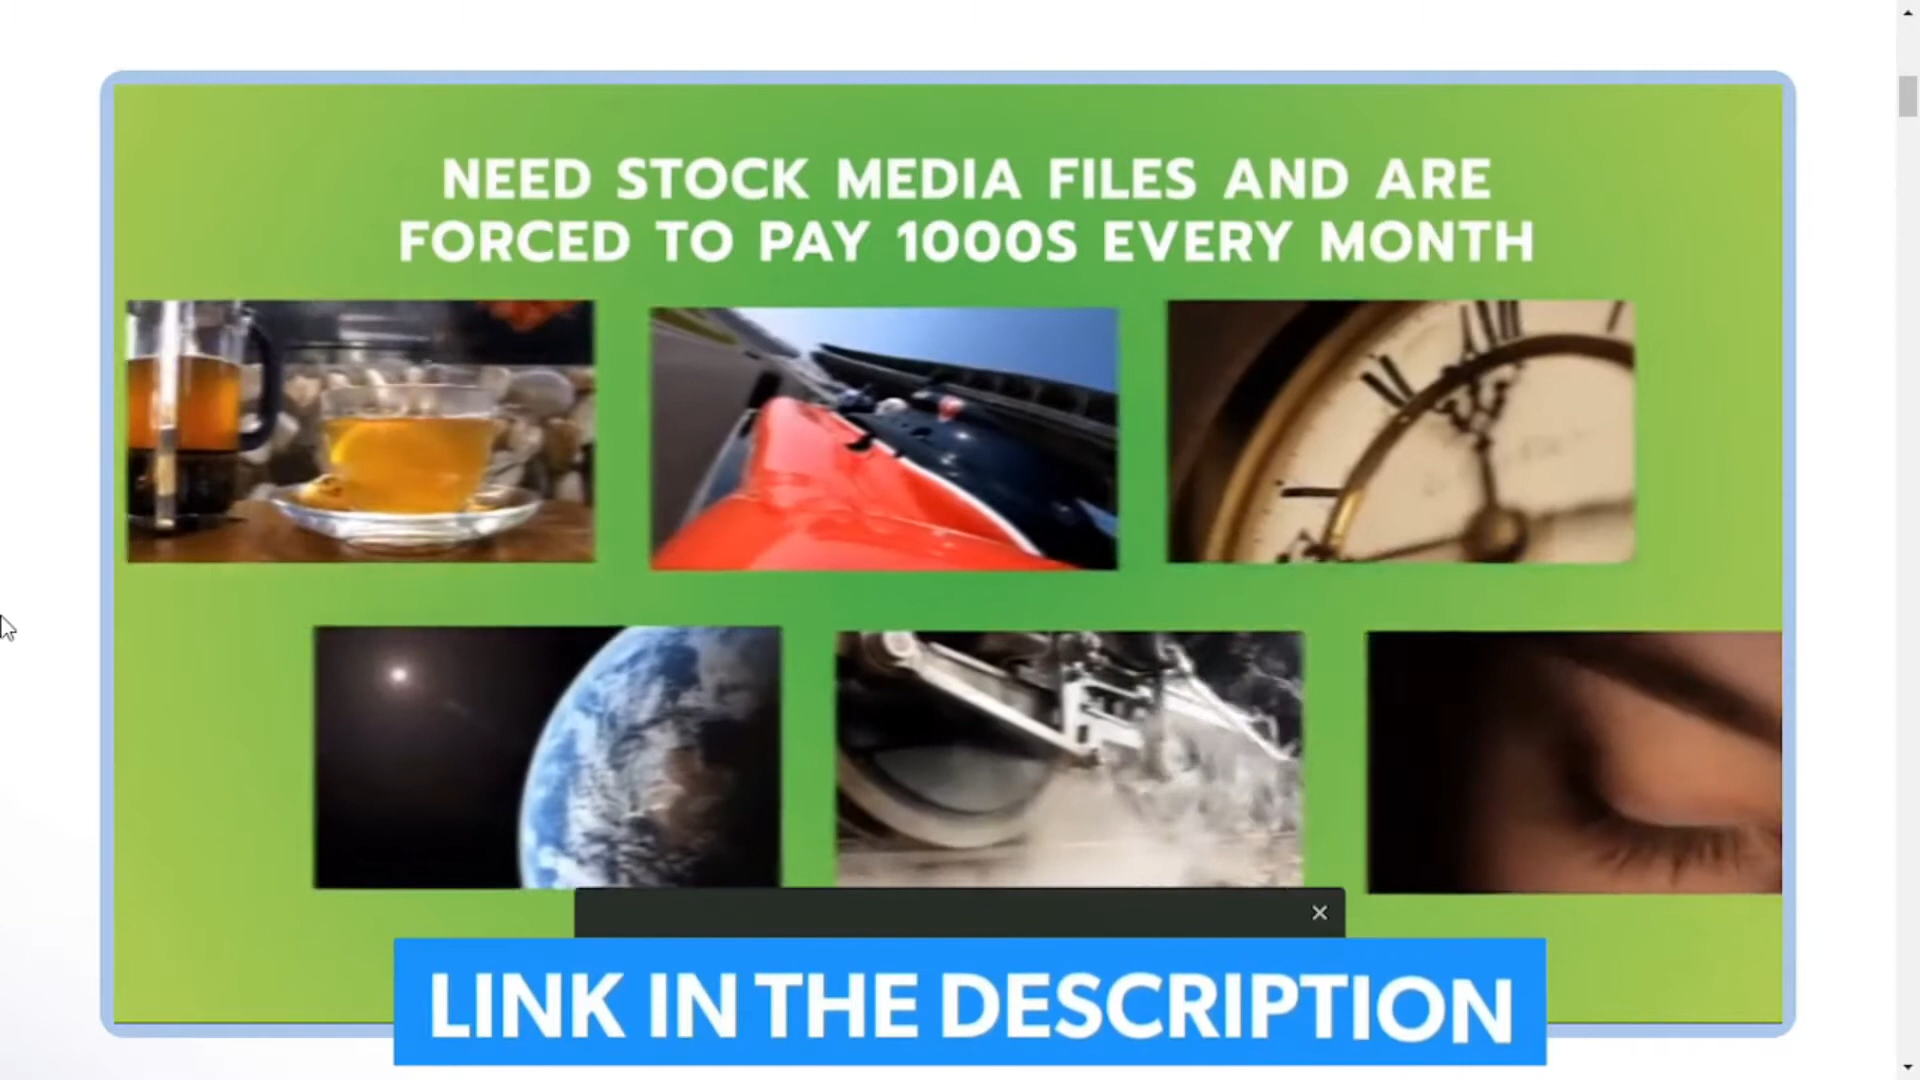 NEED STOCK MEDIA FILES AND ARE
FORCED TO PAY 1000S EVERY MONTH
LINK IN THE DESCRIPTION